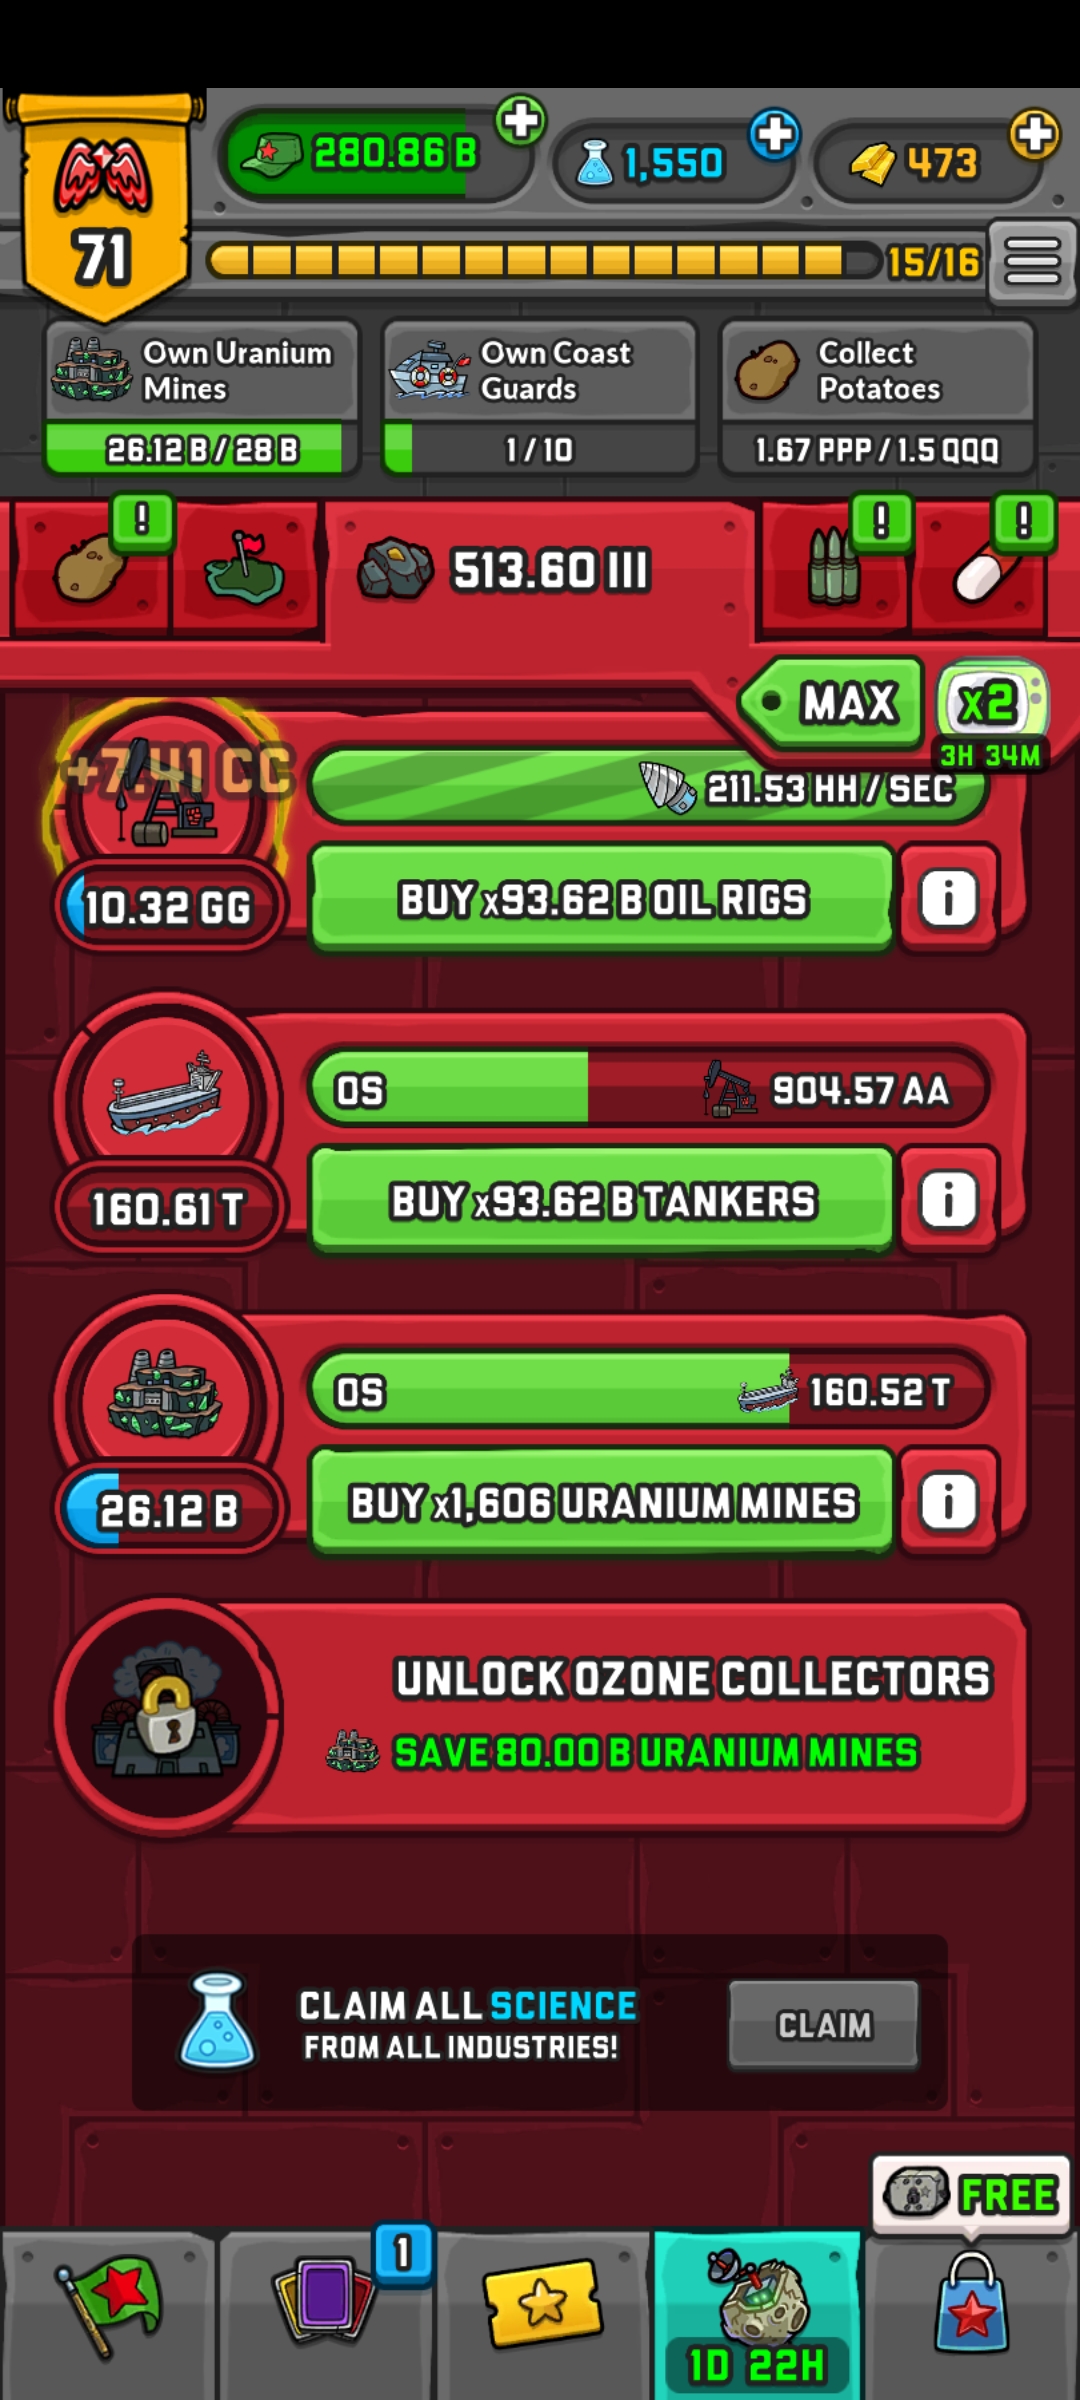 280.86 B
1,550
473
71
15/16
Own Uranium
Mines
26.12 B / 28 B
Own Coast
Guards
1 / 10
Collect
Potatoes
1.67 PPP / 1.5 QQQ
!
513.60 III
!
!
MAX
x2
3H 34M
+7.41 CC
211.53 HH / SEC
10.32 GG
BUY x93.62 B OIL RIGS
i
0S
904.57 AA
160.61 T
BUY x93.62 B TANKERS
i
0S
160.52 T
26.12 B
BUY x1,606 URANIUM MINES
i
UNLOCK OZONE COLLECTORS
SAVE 80.00 B URANIUM MINES
CLAIM ALL SCIENCE
FROM ALL INDUSTRIES!
CLAIM
FREE
1
1D 22H